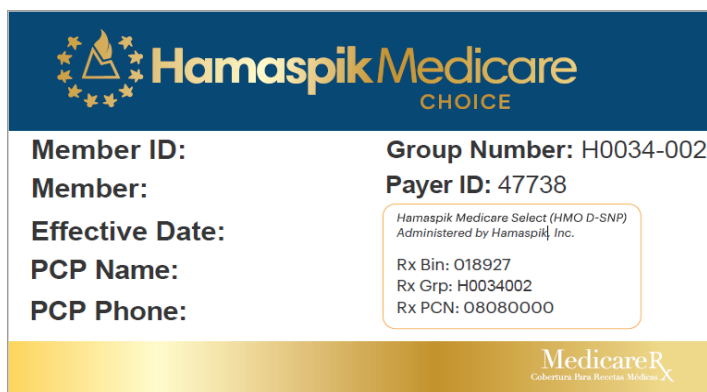 Hamaspik Medicare
CHOICE
Member ID:
Group Number: H0034-002
Member:
Payer ID: 47738
Effective Date:
Hamaspik Medicare Select (HMO D-SNP)
Administered by Hamaspik, Inc.
PCP Name:
Rx Bin: 018927
Rx Grp: H0034002
PCP Phone:
Rx PCN: 08080000
MedicareRx
Cobertura Para Recetas Médicas